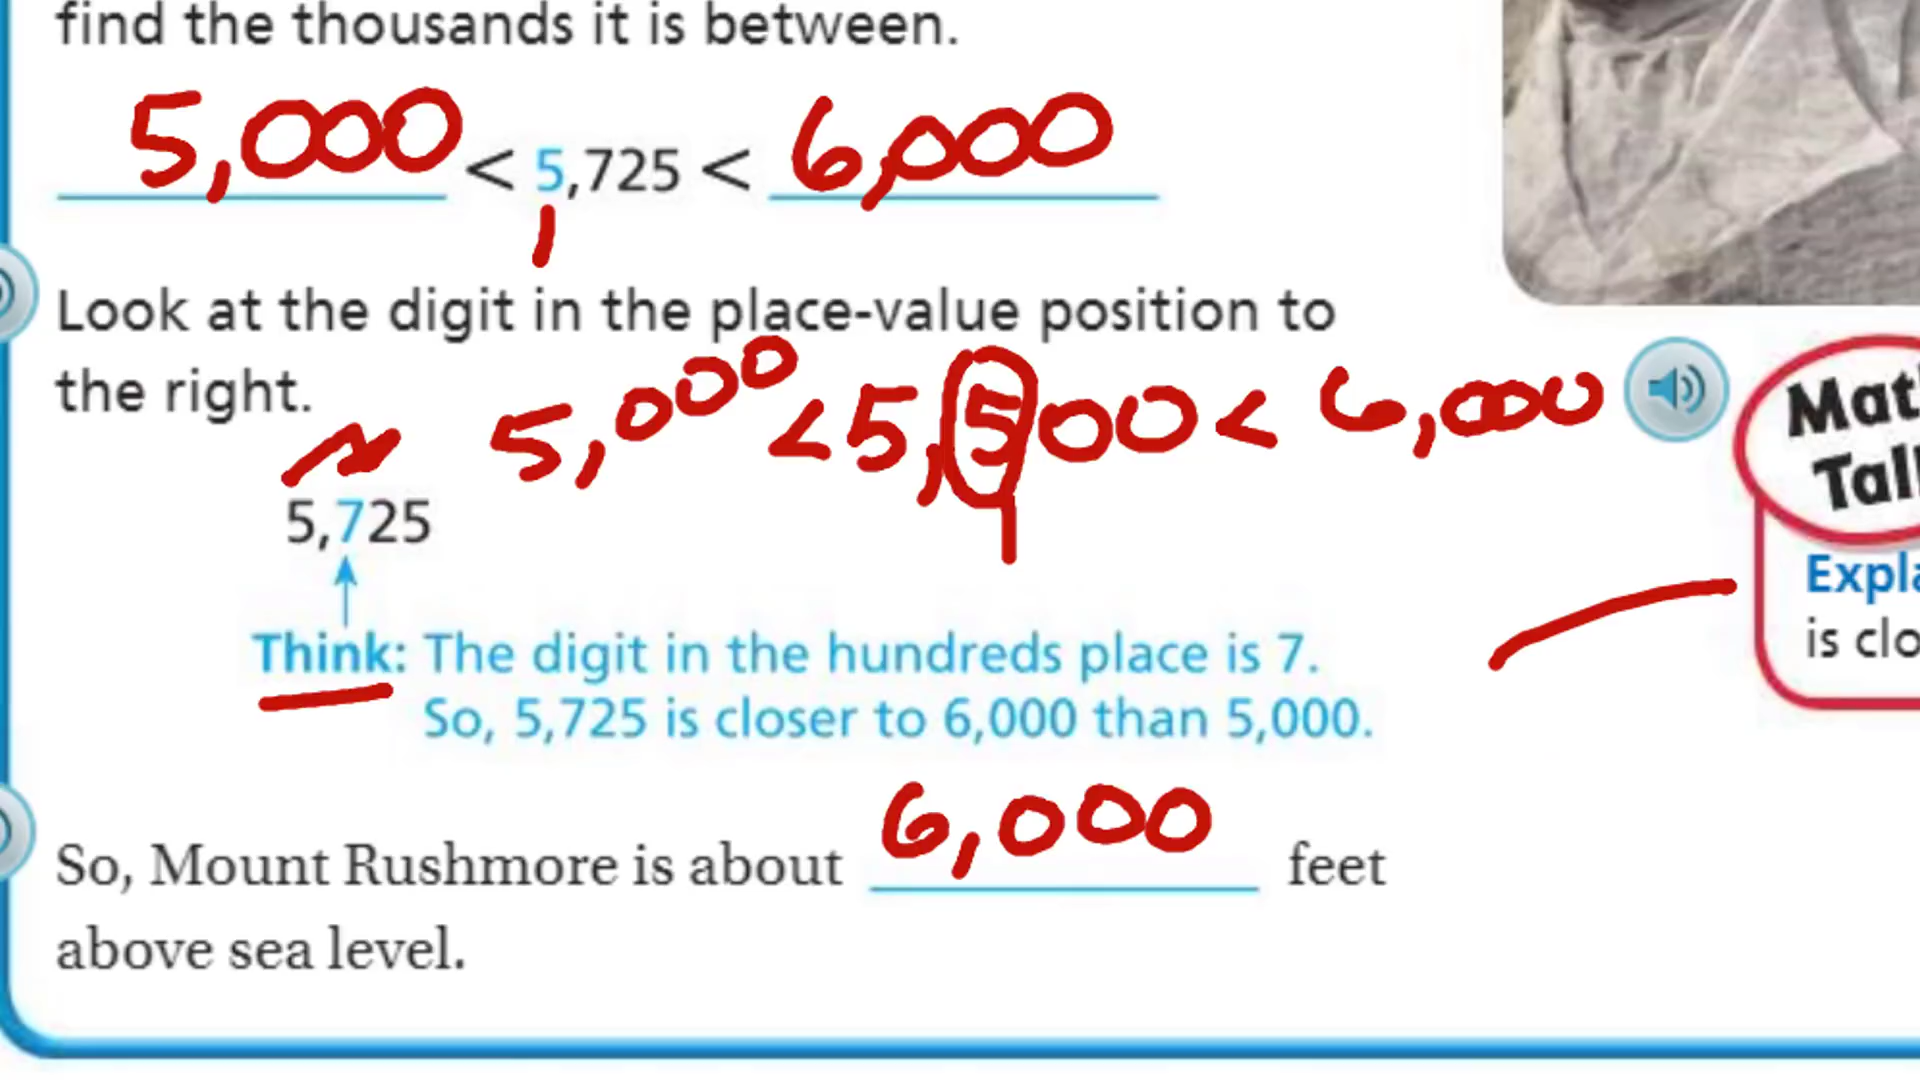 find the thousands it is between.
5,000 < 5,725 < 6,000
Look at the digit in the place-value position to
the right.
5,000 < 5,500 < 6,000
5,725
Think: The digit in the hundreds place is 7.
So, 5,725 is closer to 6,000 than 5,000.
So, Mount Rushmore is about 6,000 feet
above sea level.
Mat
Tal
Expla
is clo